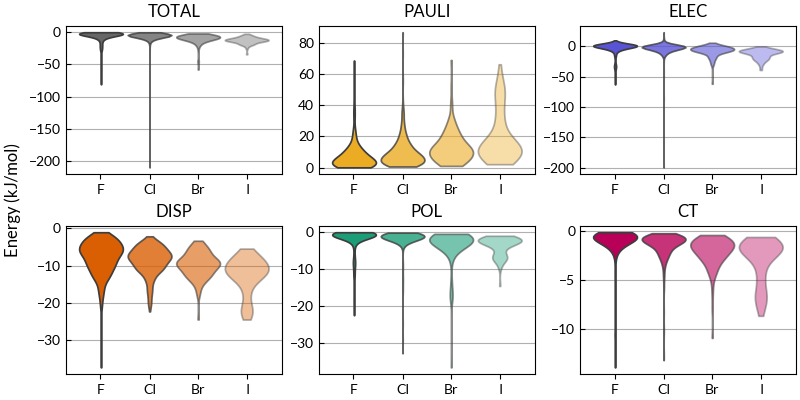 TOTAL PAULI ELEC
0 80 0
−50 60 −50
−100 40 −100
−150 20 −150
−200 0 −200
F Cl Br I F Cl Br I F Cl Br I
Energy (kJ/mol)
DISP POL CT
0 0 0
−10 −10 −5
−20 −20 −10
−30 −30
F Cl Br I F Cl Br I F Cl Br I